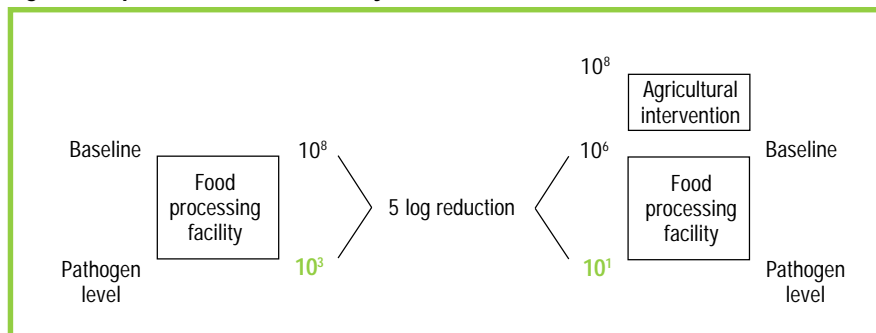 Baseline
10⁸
Food
processing
facility
Pathogen
level
10³
5 log reduction
10⁸
Agricultural
intervention
10⁶
Baseline
Food
processing
facility
10¹
Pathogen
level